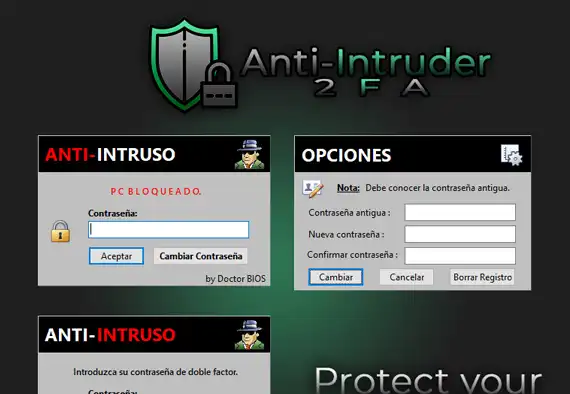 Anti-Intruder
2 F A
ANTI-INTRUSO
PC BLOQUEADO.
Contraseña:
Aceptar
Cambiar Contraseña
by Doctor BIOS
OPCIONES
Nota: Debe conocer la contraseña antigua.
Contraseña antigua :
Nueva contraseña :
Confirmar contraseña :
Cambiar
Cancelar
Borrar Registro
ANTI-INTRUSO
Introduzca su contraseña de doble factor.
Contraseña:
Protect your